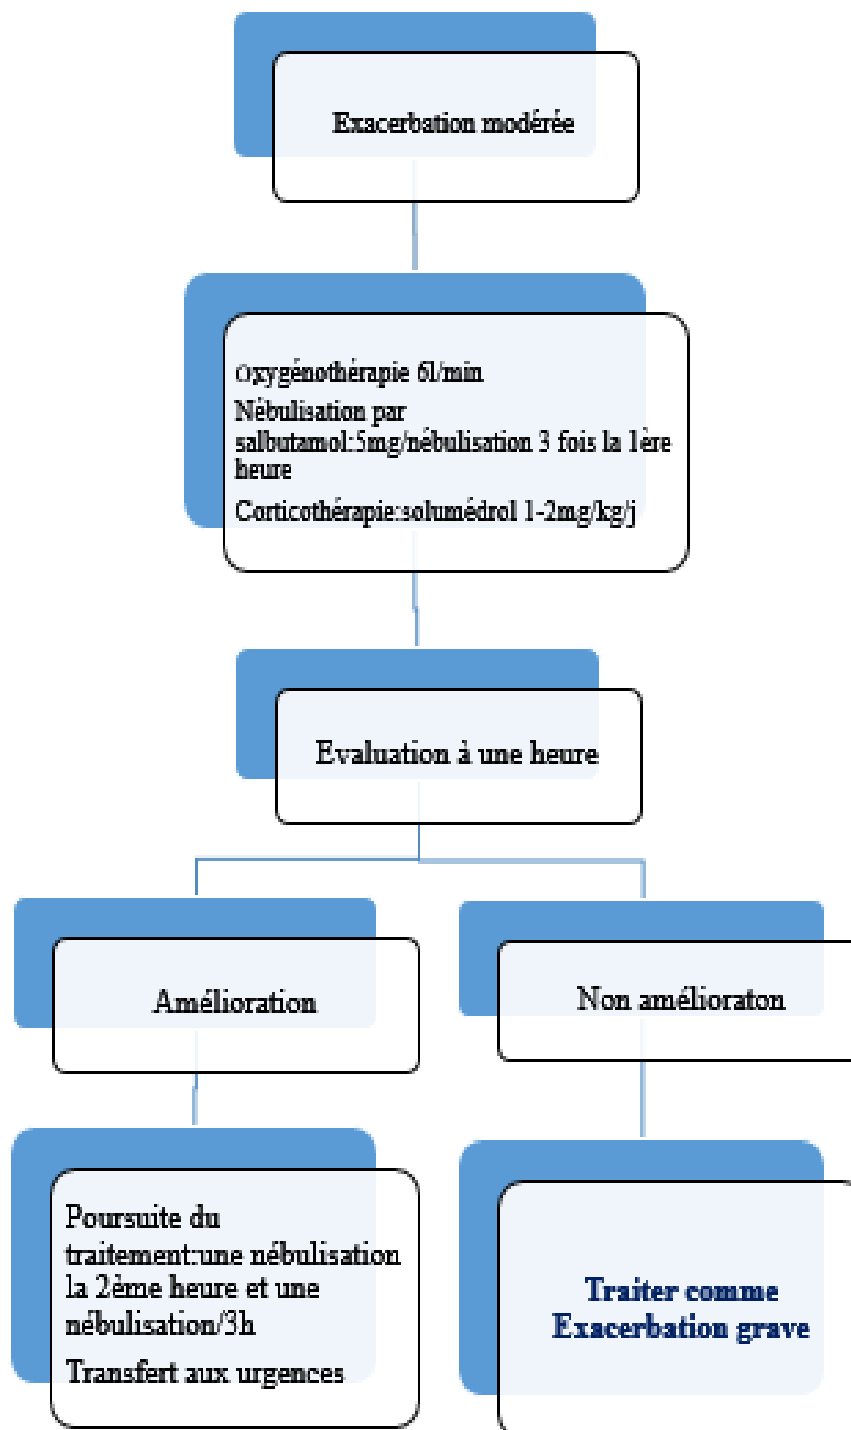 Exacerbation modérée
Oxygénothérapie 6l/min
Nébulisation par
salbutamol:5mg/nébulisation 3 fois la 1ère
heure
Corticothérapie:solumédrol 1-2mg/kg/j
Evaluation à une heure
Amélioration
Non amélioraton
Poursuite du
traitement:une nébulisation
la 2ème heure et une
nébulisation/3h
Transfert aux urgences
Traiter comme
Exacerbation grave